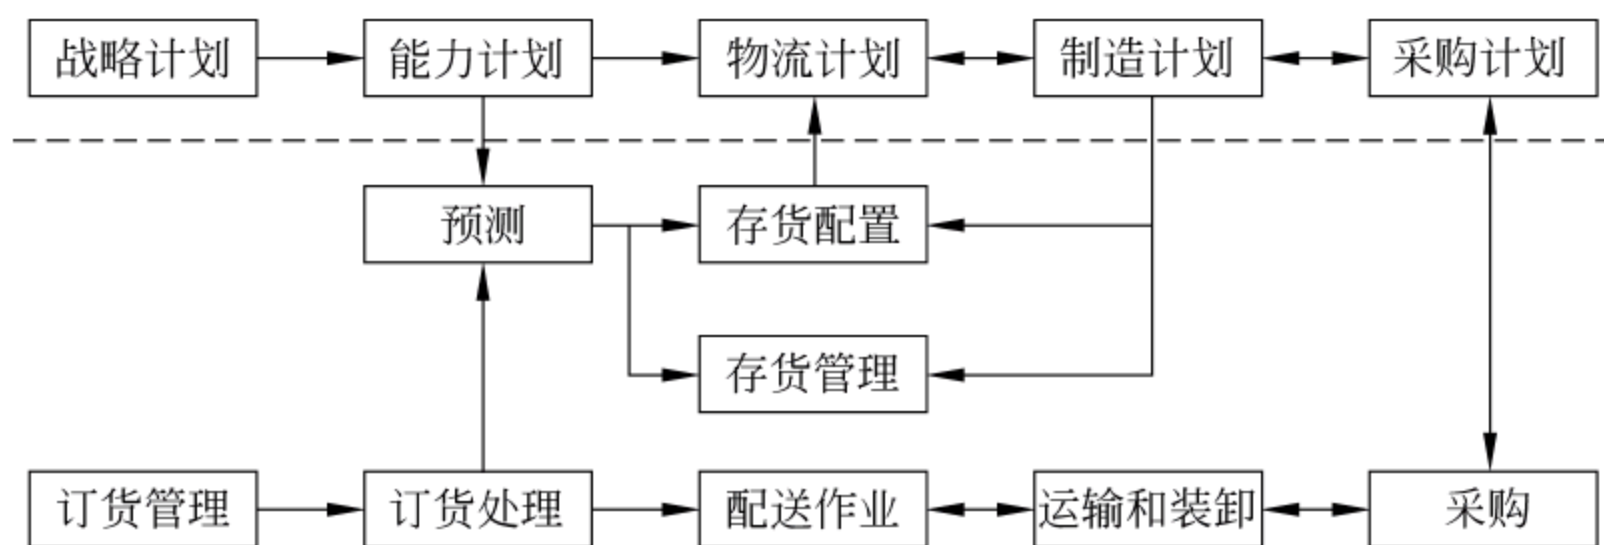 战略计划 能力计划 物流计划 制造计划 采购计划
预测 存货配置
存货管理
订货管理 订货处理 配送作业 运输和装卸 采购